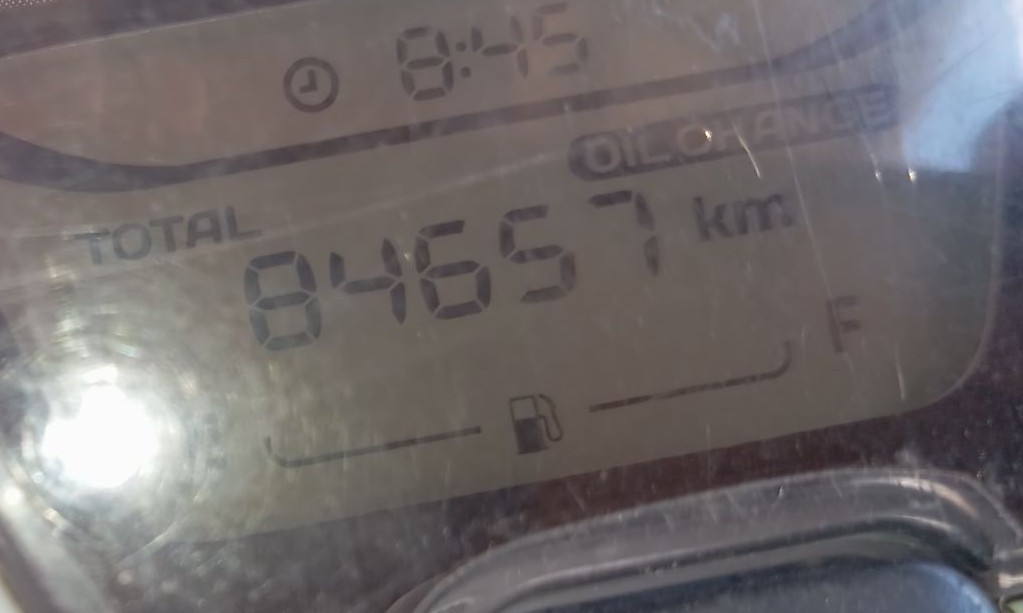 8:45
OIL CHANGE
TOTAL 84657 km
F